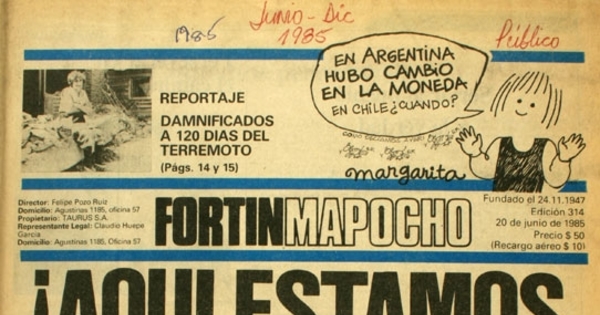 1985
Junio - Dic
1985
Público
EN ARGENTINA
HUBO CAMBIO
EN LA MONEDA
EN CHILE ¿CUANDO?
margarita
REPORTAJE
DAMNIFICADOS
A 120 DIAS DEL
TERREMOTO
(Págs. 14 y 15)
Director: Felipe Pozo Ruiz
Domicilio: Agustinas 1185, oficina 57
Propietario: TAURUS S.A.
Representante Legal: Claudio Huepe
García
Domicilio: Agustinas 1185, Oficina 57
FORTIN MAPOCHO
Fundado el 24.11.1947
Edición 314
20 de junio de 1985
Precio $ 50
(Recargo aéreo $ 10)
¡AQUI ESTAMOS